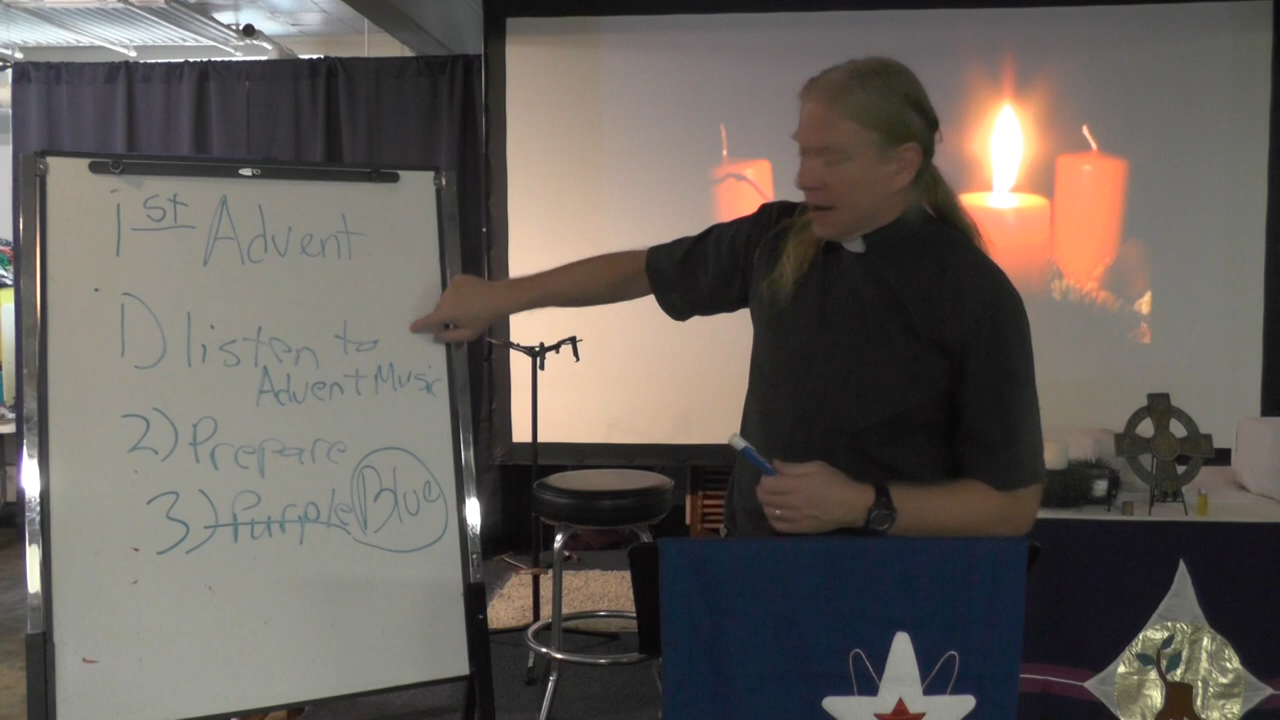 1st Advent
1) listen to
Advent Music
2) Prepare
3) Purple Blue